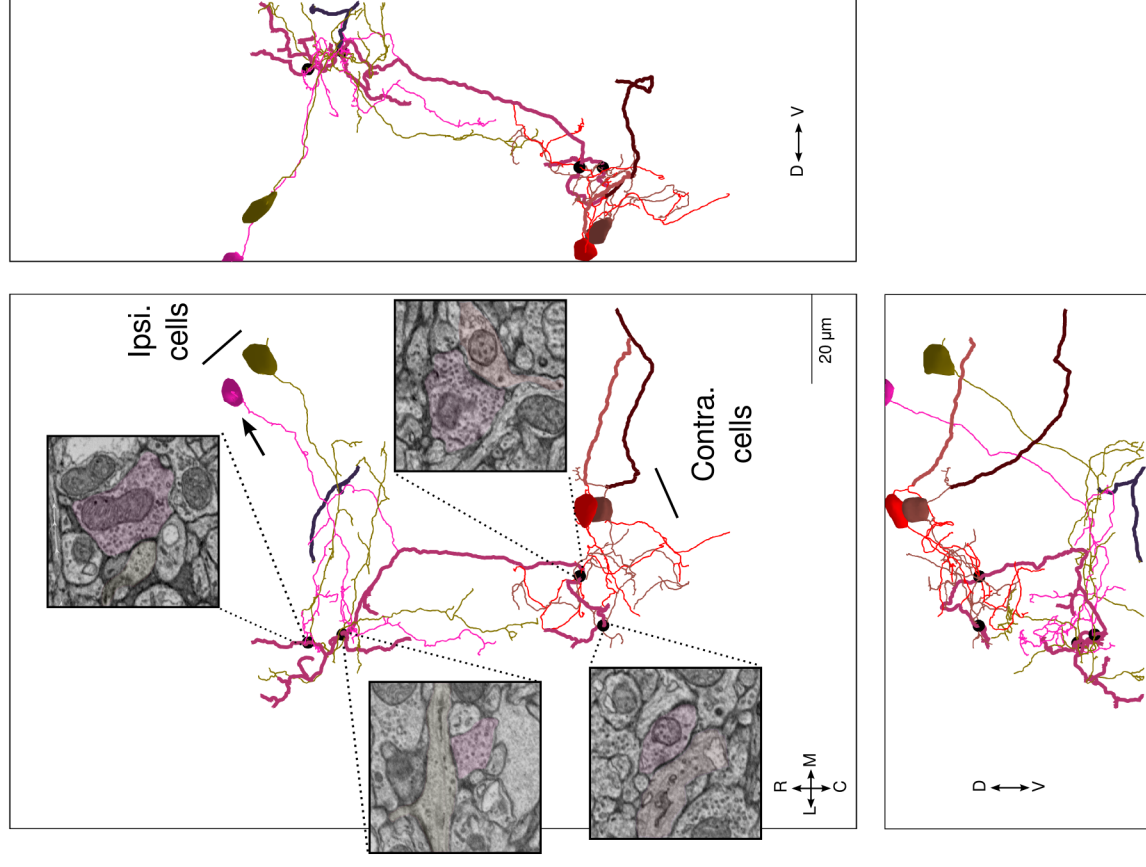 D V
Ipsi.
cells
20 μm
Contra.
cells
R
L M
C
D V